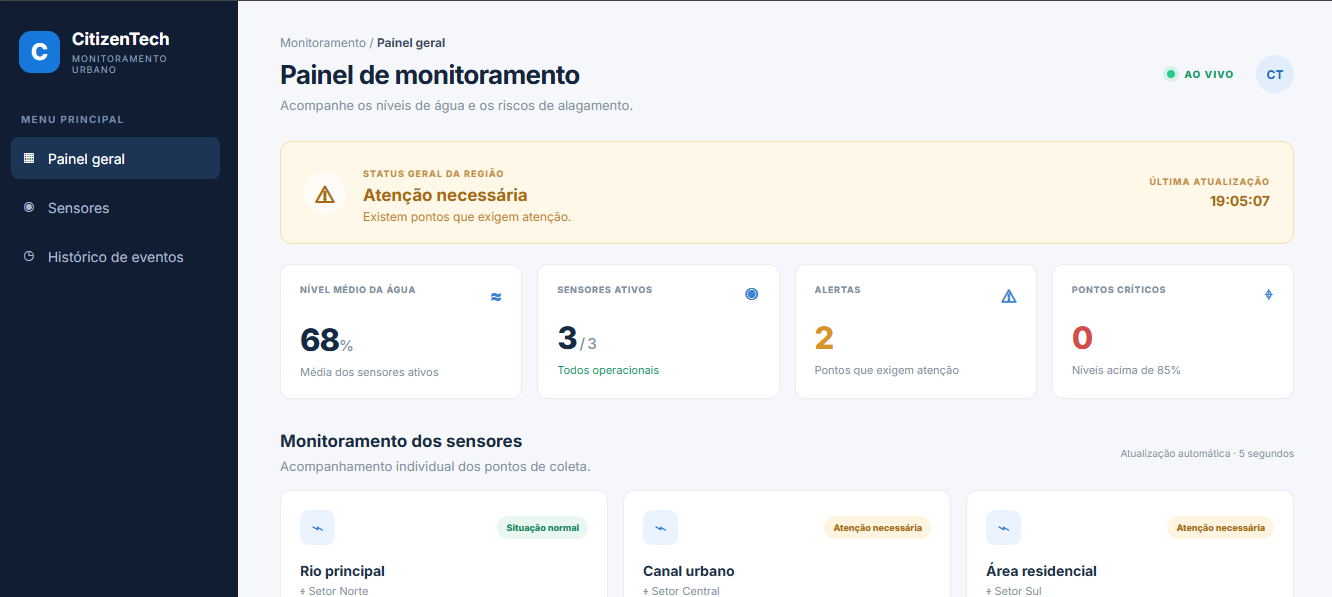 C
CitizenTech
MONITORAMENTO
URBANO
MENU PRINCIPAL
Painel geral
Sensores
Histórico de eventos
Monitoramento / Painel geral
Painel de monitoramento
Acompanhe os níveis de água e os riscos de alagamento.
AO VIVO
CT
STATUS GERAL DA REGIÃO
Atenção necessária
Existem pontos que exigem atenção.
ÚLTIMA ATUALIZAÇÃO
19:05:07
NÍVEL MÉDIO DA ÁGUA
68%
Média dos sensores ativos
SENSORES ATIVOS
3 / 3
Todos operacionais
ALERTAS
2
Pontos que exigem atenção
PONTOS CRÍTICOS
0
Níveis acima de 85%
Monitoramento dos sensores
Acompanhamento individual dos pontos de coleta.
Atualização automática · 5 segundos
Situação normal
Rio principal
Setor Norte
Atenção necessária
Canal urbano
Setor Central
Atenção necessária
Área residencial
Setor Sul